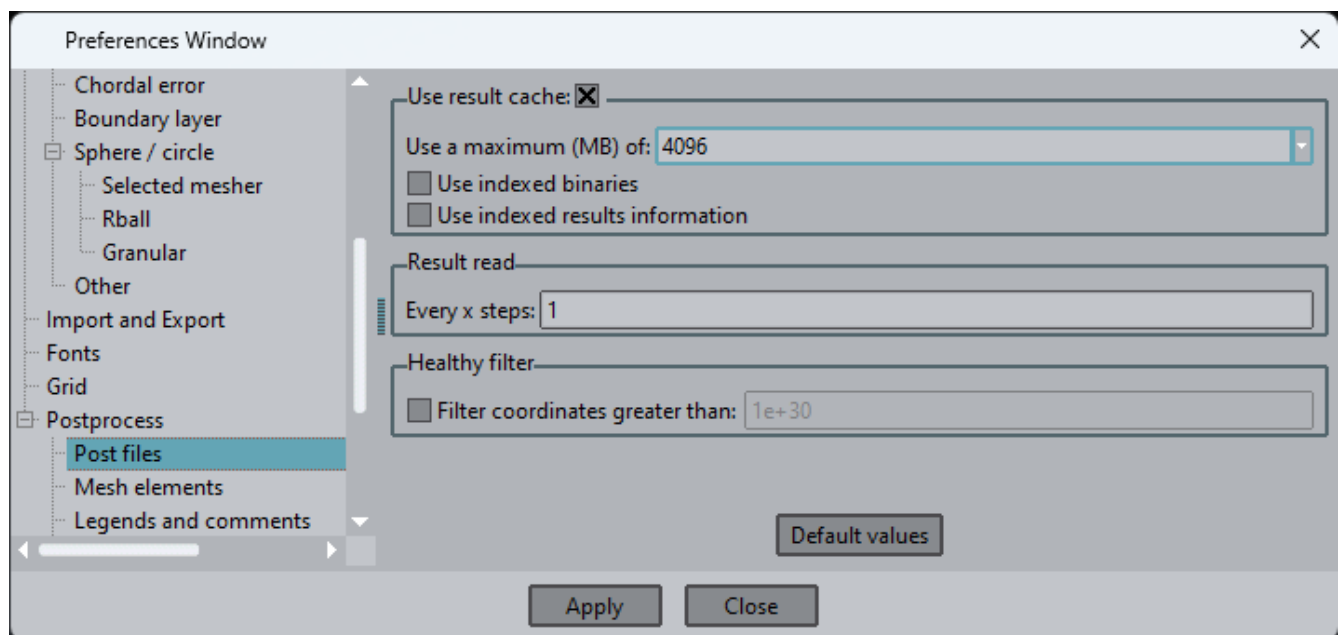 Preferences Window
Chordal error
Boundary layer
Sphere / circle
Selected mesher
Rball
Granular
Other
Import and Export
Fonts
Grid
Postprocess
Post files
Mesh elements
Legends and comments
Use result cache:
Use a maximum (MB) of: 4096
Use indexed binaries
Use indexed results information
Result read
Every x steps: 1
Healthy filter
Filter coordinates greater than: 1e+30
Default values
Apply Close